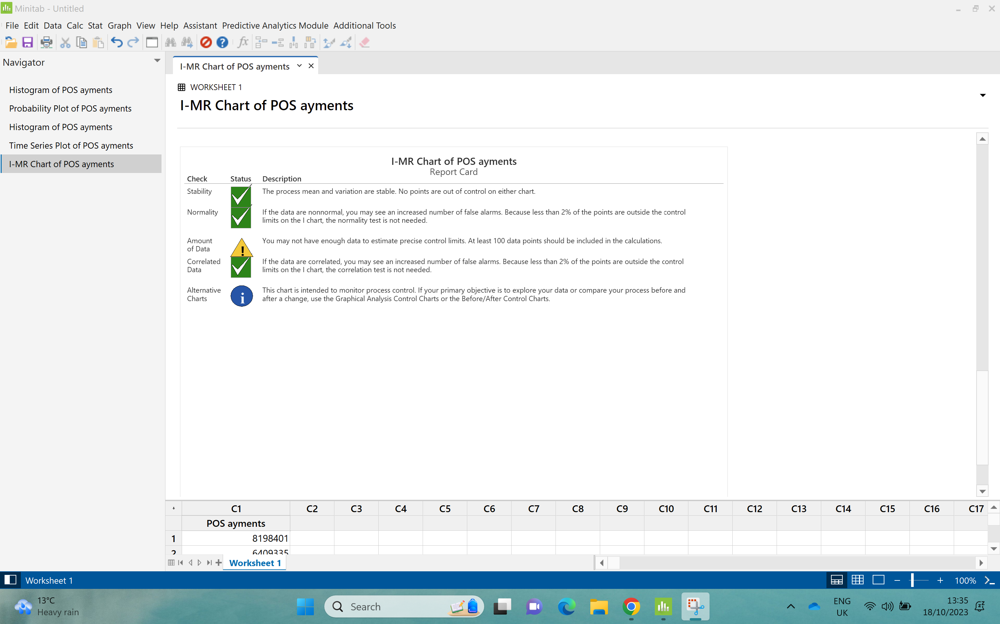 Minitab - Untitled
File Edit Data Calc Stat Graph View Help Assistant Predictive Analytics Module Additional Tools
Navigator
Histogram of POS ayments
Probability Plot of POS ayments
Histogram of POS ayments
Time Series Plot of POS ayments
I-MR Chart of POS ayments
I-MR Chart of POS ayments
WORKSHEET 1
I-MR Chart of POS ayments
I-MR Chart of POS ayments
Report Card
Check Status Description
Stability The process mean and variation are stable. No points are out of control on either chart.
Normality If the data are nonnormal, you may see an increased number of false alarms. Because less than 2% of the points are outside the control
limits on the I chart, the normality test is not needed.
Amount You may not have enough data to estimate precise control limits. At least 100 data points should be included in the calculations.
of Data
Correlated If the data are correlated, you may see an increased number of false alarms. Because less than 2% of the points are outside the control
Data limits on the I chart, the correlation test is not needed.
Alternative This chart is intended to monitor process control. If your primary objective is to explore your data or compare your process before and
Charts after a change, use the Graphical Analysis Control Charts or the Before/After Control Charts.
C1 C2 C3 C4 C5 C6 C7 C8 C9 C10 C11 C12 C13 C14 C15 C16 C17
POS ayments
1 8198401
2 6409335
Worksheet 1
Worksheet 1 100%
13°C
Heavy rain
Search
ENG
UK
13:35
18/10/2023